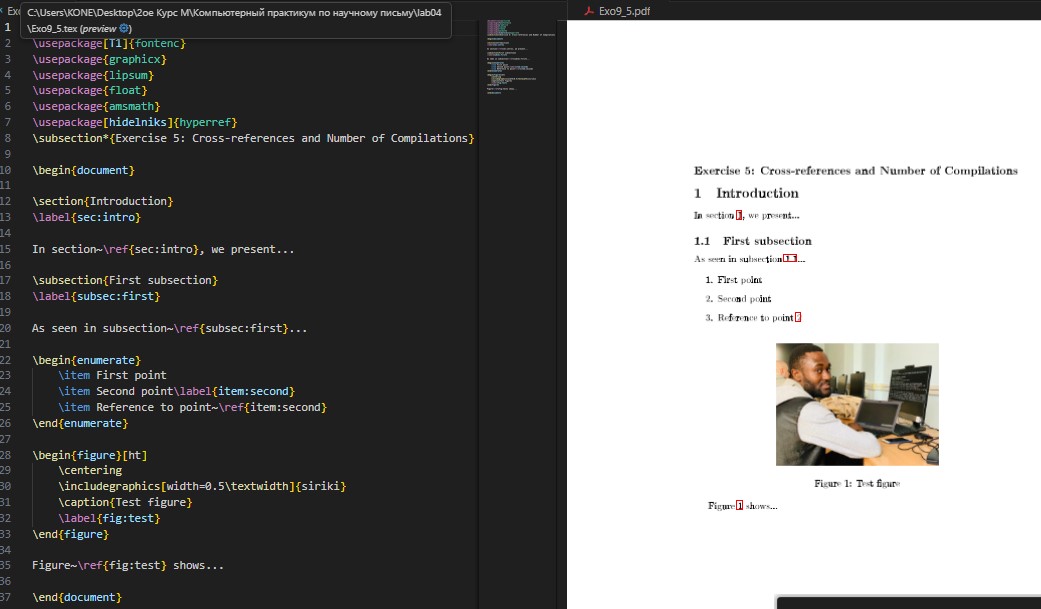 Exo
C:\Users\KONE\Desktop\2ое Курс М\Компьютерный практикум по научному письму\lab04
\Exo9_5.tex (preview)
1
2 \usepackage[T1]{fontenc}
3 \usepackage{graphicx}
4 \usepackage{lipsum}
5 \usepackage{float}
6 \usepackage{amsmath}
7 \usepackage[hidelniks]{hyperref}
8 \subsection*{Exercise 5: Cross-references and Number of Compilations}
9
10 \begin{document}
11
12 \section{Introduction}
13 \label{sec:intro}
14
15 In section~\ref{sec:intro}, we present...
16
17 \subsection{First subsection}
18 \label{subsec:first}
19
20 As seen in subsection~\ref{subsec:first}...
21
22 \begin{enumerate}
23 \item First point
24 \item Second point\label{item:second}
25 \item Reference to point~\ref{item:second}
26 \end{enumerate}
27
28 \begin{figure}[ht]
29 \centering
30 \includegraphics[width=0.5\textwidth]{siriki}
31 \caption{Test figure}
32 \label{fig:test}
33 \end{figure}
34
35 Figure~\ref{fig:test} shows...
36
37 \end{document}
Exo9_5.pdf
Exercise 5: Cross-references and Number of Compilations
1 Introduction
In section 1, we present...
1.1 First subsection
As seen in subsection 1.1...
1. First point
2. Second point
3. Reference to point 2
Figure 1: Test figure
Figure 1 shows...